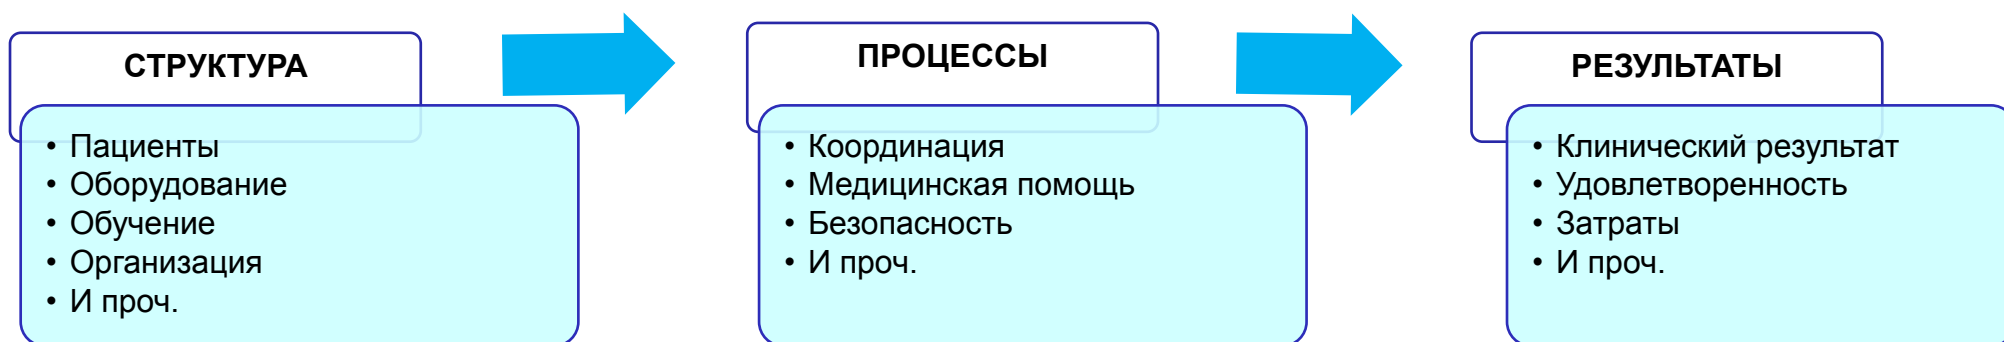 СТРУКТУРА
• Пациенты
• Оборудование
• Обучение
• Организация
• И проч.
ПРОЦЕССЫ
• Координация
• Медицинская помощь
• Безопасность
• И проч.
РЕЗУЛЬТАТЫ
• Клинический результат
• Удовлетворенность
• Затраты
• И проч.